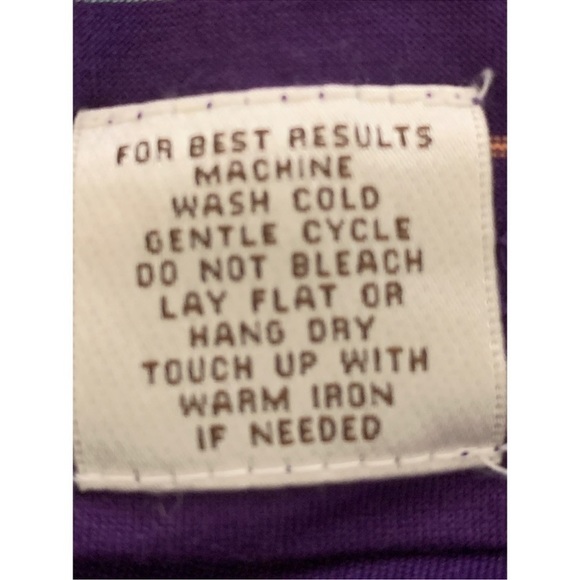 FOR BEST RESULTS
MACHINE
WASH COLD
GENTLE CYCLE
DO NOT BLEACH
LAY FLAT OR
HANG DRY
TOUCH UP WITH
WARM IRON
IF NEEDED